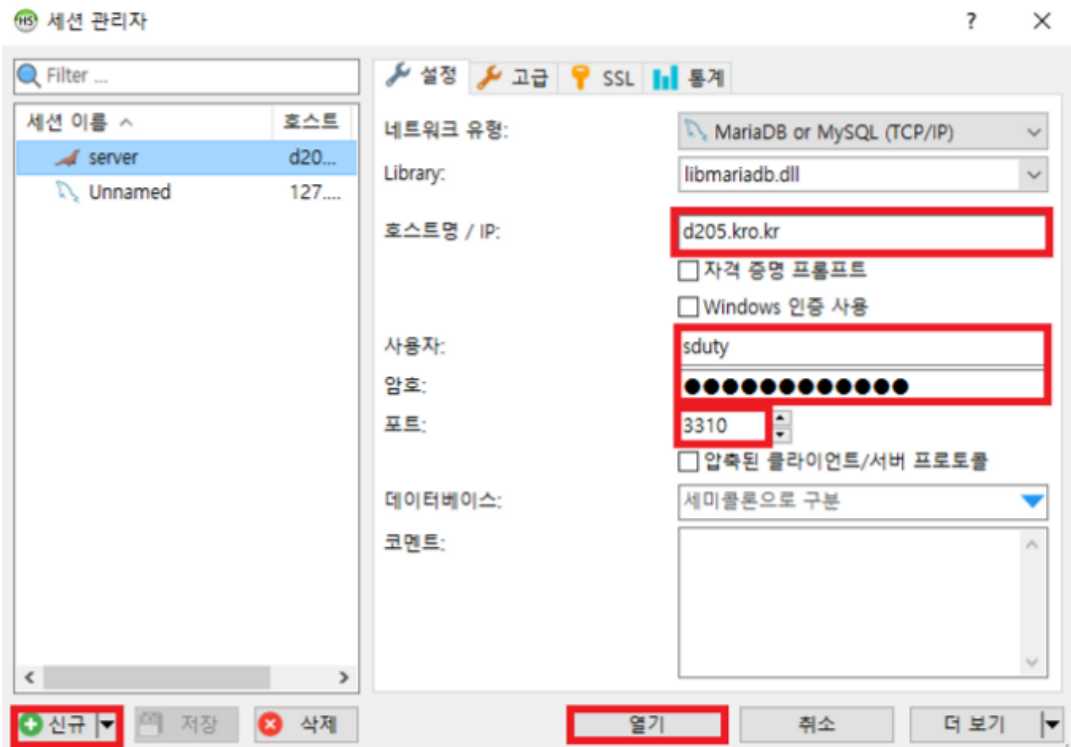 HS 세션 관리자 ? ×
Filter ...
세션 이름 호스트
server d20...
Unnamed 127....
설정 고급 SSL 통계
네트워크 유형: MariaDB or MySQL (TCP/IP)
Library: libmariadb.dll
호스트명 / IP: d205.kro.kr
자격 증명 프롬프트
Windows 인증 사용
사용자: sduty
암호: ●●●●●●●●●●●●
포트: 3310
압축된 클라이언트/서버 프로토콜
데이터베이스: 세미콜론으로 구분
코멘트:
신규 저장 삭제 열기 취소 더 보기